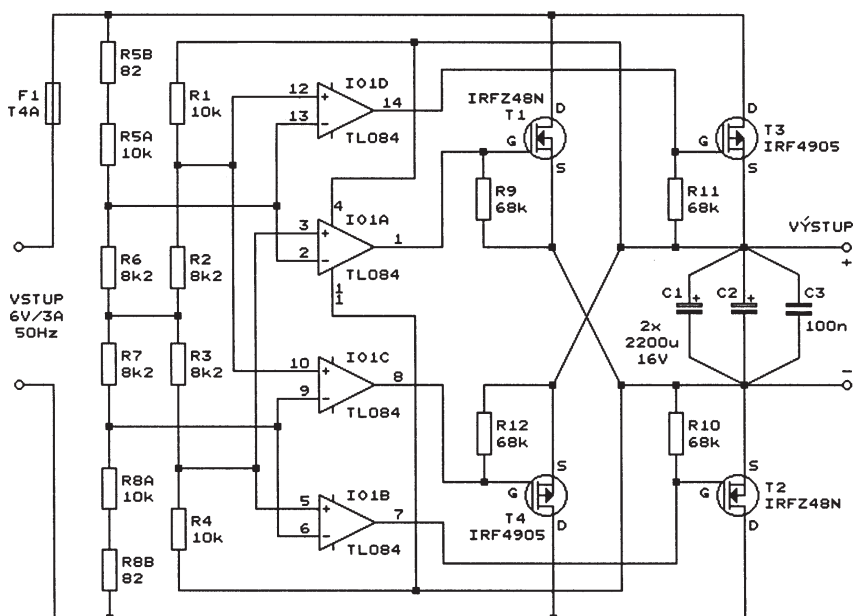 F1
T4A
R5B
82
R5A
10k
R1
10k
12
+
13
−
IO1D
14
TL084
IRFZ48N
T1
D
G
S
D
G
S
T3
IRF4905
R9
68k
R11
68k
4
3
+
2
−
IO1A
1
TL084
1
1
R6
8k2
R2
8k2
VSTUP
6V/3A
50Hz
VÝSTUP
+
C1
+
C2
+
C3
100n
2x
2200u
16V
−
R7
8k2
R3
8k2
10
+
9
−
IO1C
8
TL084
R12
68k
R10
68k
R8A
10k
R4
10k
R8B
82
5
+
6
−
IO1B
7
TL084
S
G
D
T4
IRF4905
S
G
D
T2
IRFZ48N